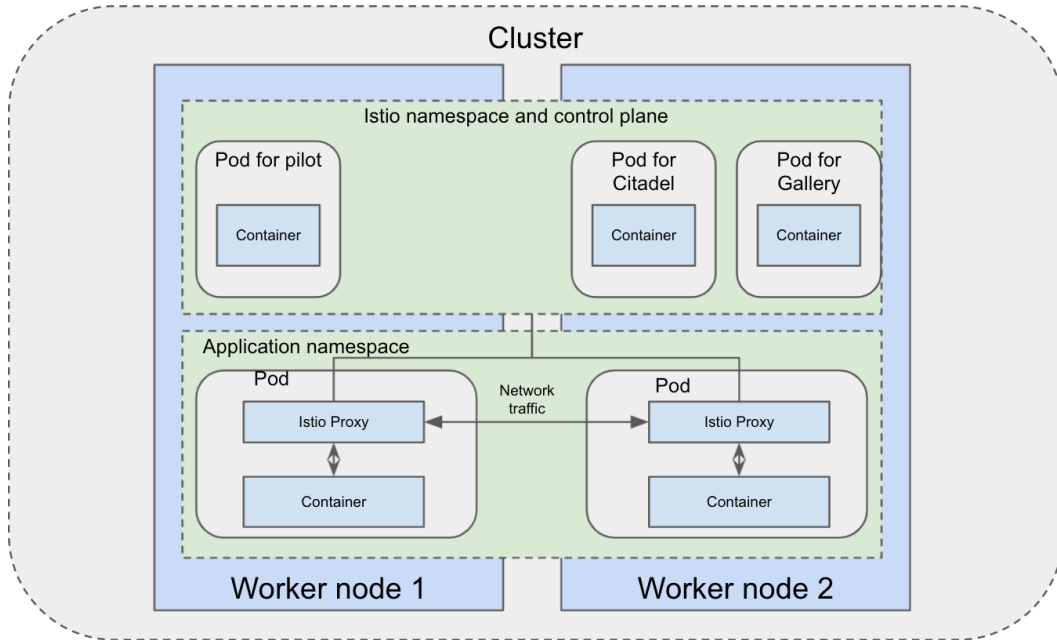 Cluster
Istio namespace and control plane
Pod for pilot
Container
Pod for
Citadel
Container
Pod for
Gallery
Container
Application namespace
Pod
Istio Proxy
Container
Network
traffic
Pod
Istio Proxy
Container
Worker node 1
Worker node 2